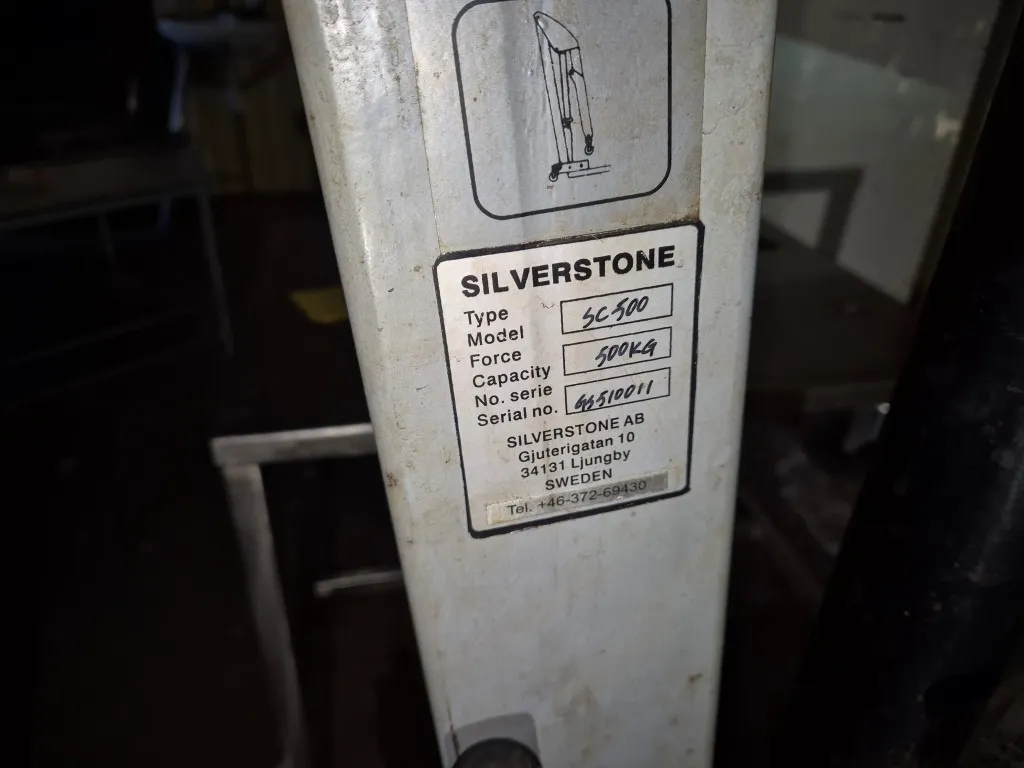 SILVERSTONE
Type
Model
SC-500
Force
Capacity
500KG
No. serie
Serial no.
SILVERSTONE AB
Gjuterigatan 10
34131 Ljungby
SWEDEN
Tel. +46-372-69430